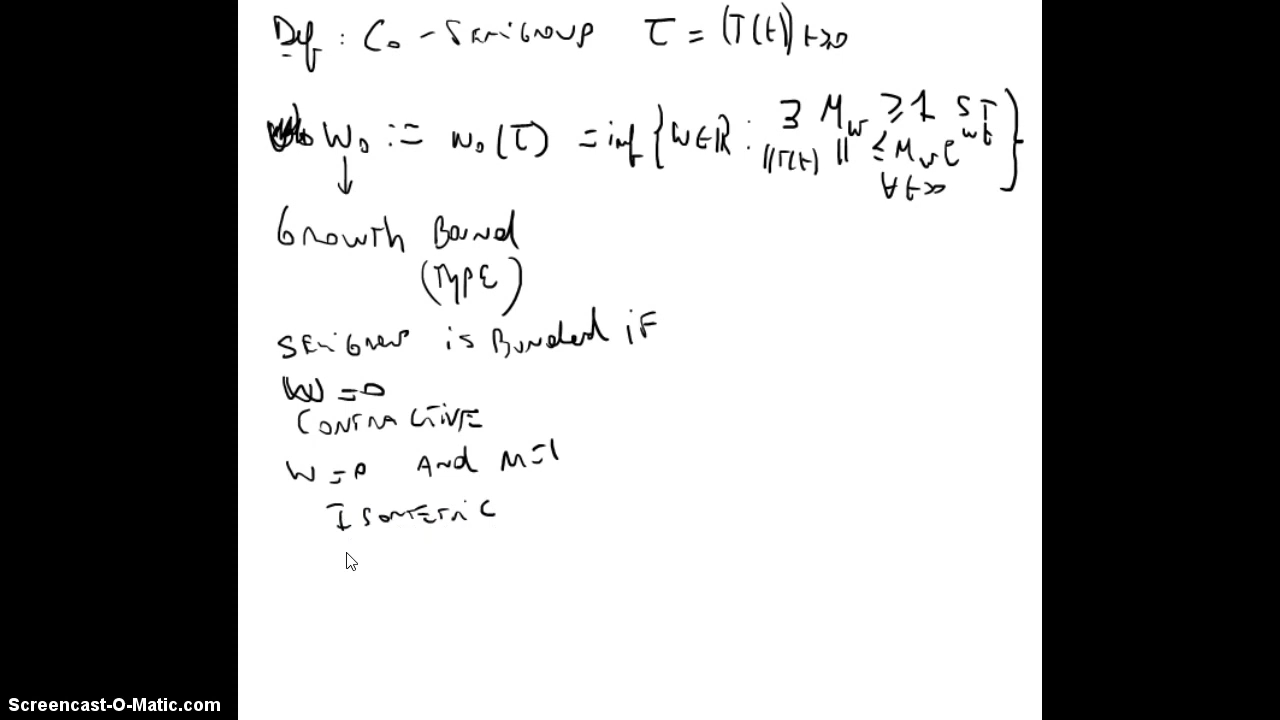 Def : C₀ - Semigroup τ = (T(t)) t≥0
W₀ := W₀(τ) = inf { W∈ℝ : ∃ M_w ≥ 1 ST
||T(t)|| ≤ M_w e^{wt}
∀ t≥0 }
↓
Growth Bound
(Type)
Semigroup is Bounded if
W = 0
CONTRACTIVE
W = 0 AND M=1
ISOMETRIC
Screencast-O-Matic.com